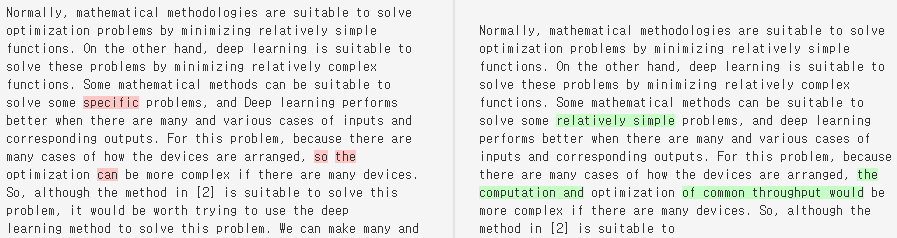 Normally, mathematical methodologies are suitable to solve
optimization problems by minimizing relatively simple
functions. On the other hand, deep learning is suitable to
solve these problems by minimizing relatively complex
functions. Some mathematical methods can be suitable to
solve some specific problems, and Deep learning performs
better when there are many and various cases of inputs and
corresponding outputs. For this problem, because there are
many cases of how the devices are arranged, so the
optimization can be more complex if there are many devices.
So, although the method in [2] is suitable to solve this
problem, it would be worth trying to use the deep
learning method to solve this problem. We can make many and
Normally, mathematical methodologies are suitable to solve
optimization problems by minimizing relatively simple
functions. On the other hand, deep learning is suitable to
solve these problems by minimizing relatively complex
functions. Some mathematical methods can be suitable to
solve some relatively simple problems, and deep learning
performs better when there are many and various cases of
inputs and corresponding outputs. For this problem, because
there are many cases of how the devices are arranged, the
computation and optimization of common throughput would be
more complex if there are many devices. So, although the
method in [2] is suitable to